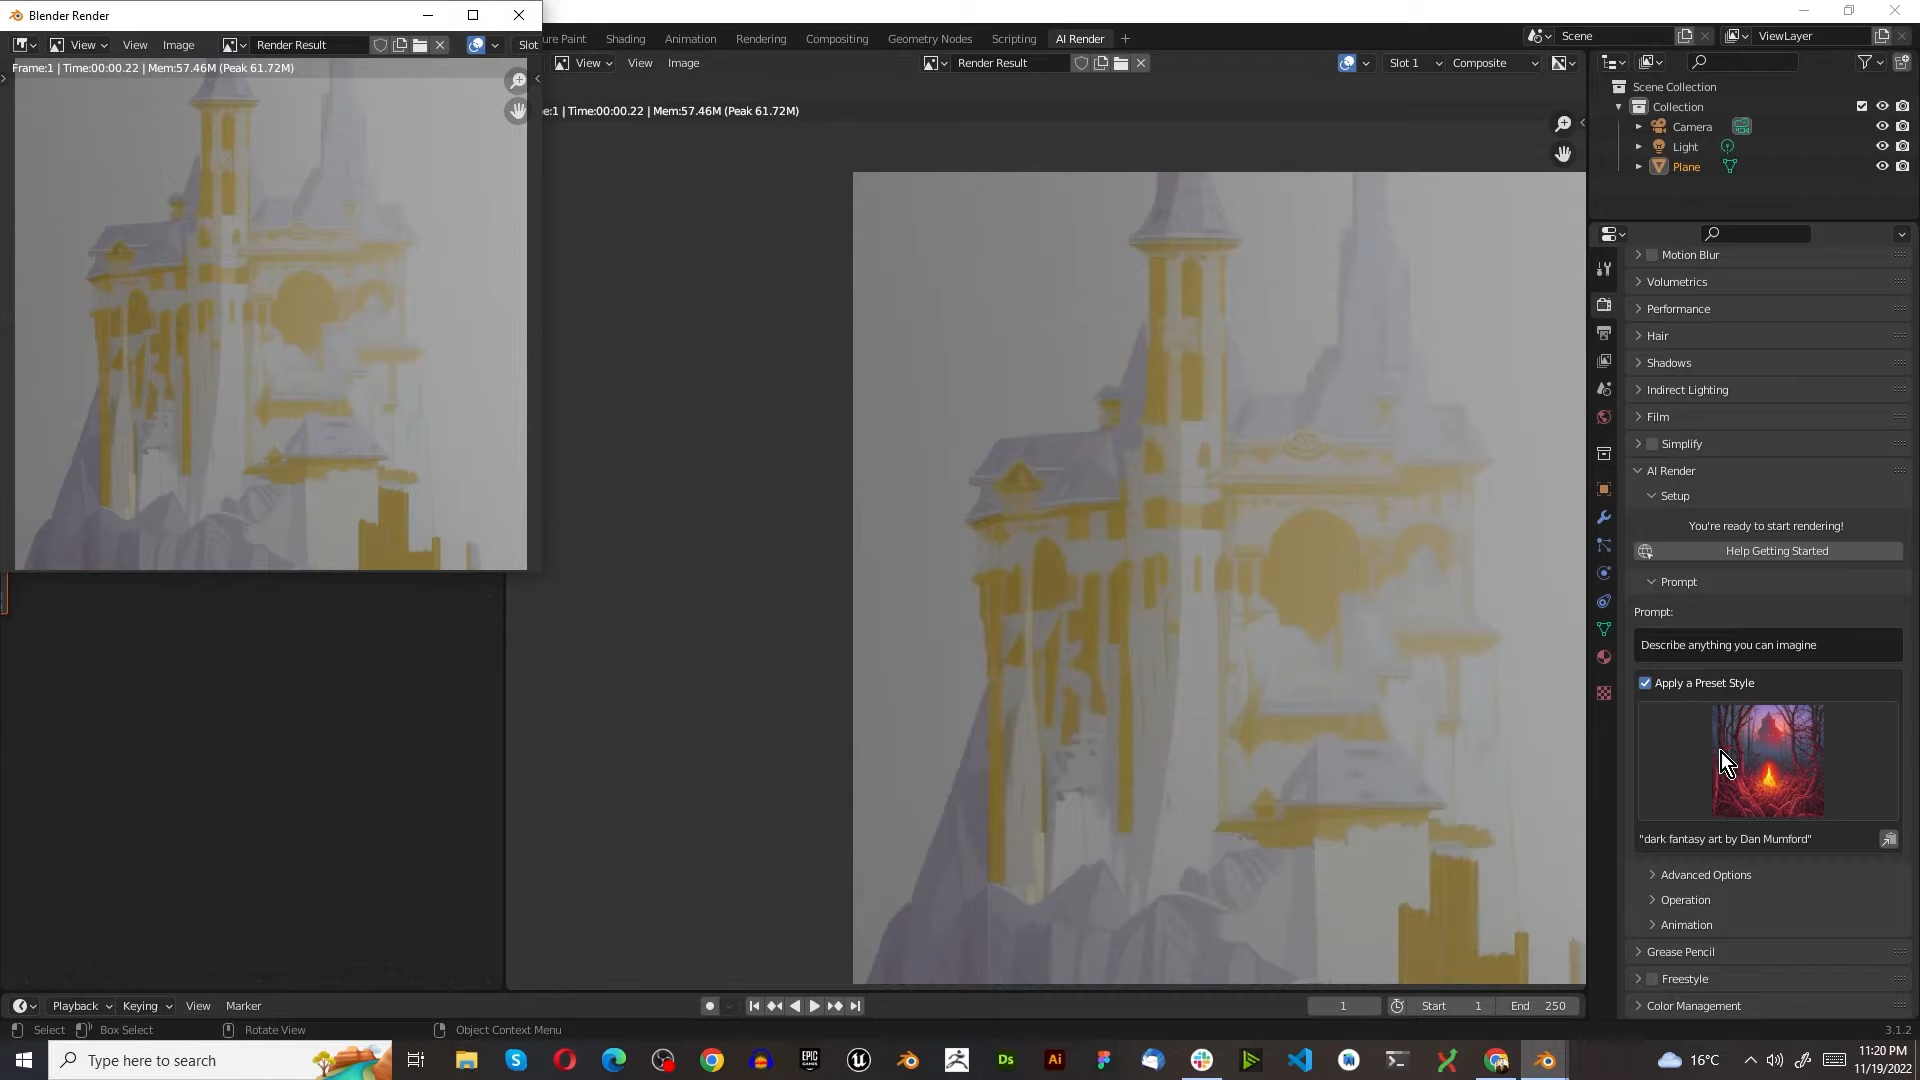 Blender Render
View View Image Render Result Slot
Frame:1 | Time:00:00.22 | Mem:57.46M (Peak 61.72M)
ure Paint Shading Animation Rendering Compositing Geometry Nodes Scripting AI Render +
Scene ViewLayer
View View Image Render Result Slot 1 Composite
e:1 | Time:00:00.22 | Mem:57.46M (Peak 61.72M)
Scene Collection
Collection
Camera
Light
Plane
Motion Blur
Volumetrics
Performance
Hair
Shadows
Indirect Lighting
Film
Simplify
AI Render
Setup
You're ready to start rendering!
Help Getting Started
Prompt
Prompt:
Describe anything you can imagine
Apply a Preset Style
"dark fantasy art by Dan Mumford"
Advanced Options
Operation
Animation
Grease Pencil
Freestyle
Color Management
Playback Keying View Marker
1 Start 1 End 250
Select Box Select Rotate View Object Context Menu
3.1.2
Type here to search
EPIC GAMES
Ds
Ai
16°C
11:20 PM
11/19/2022